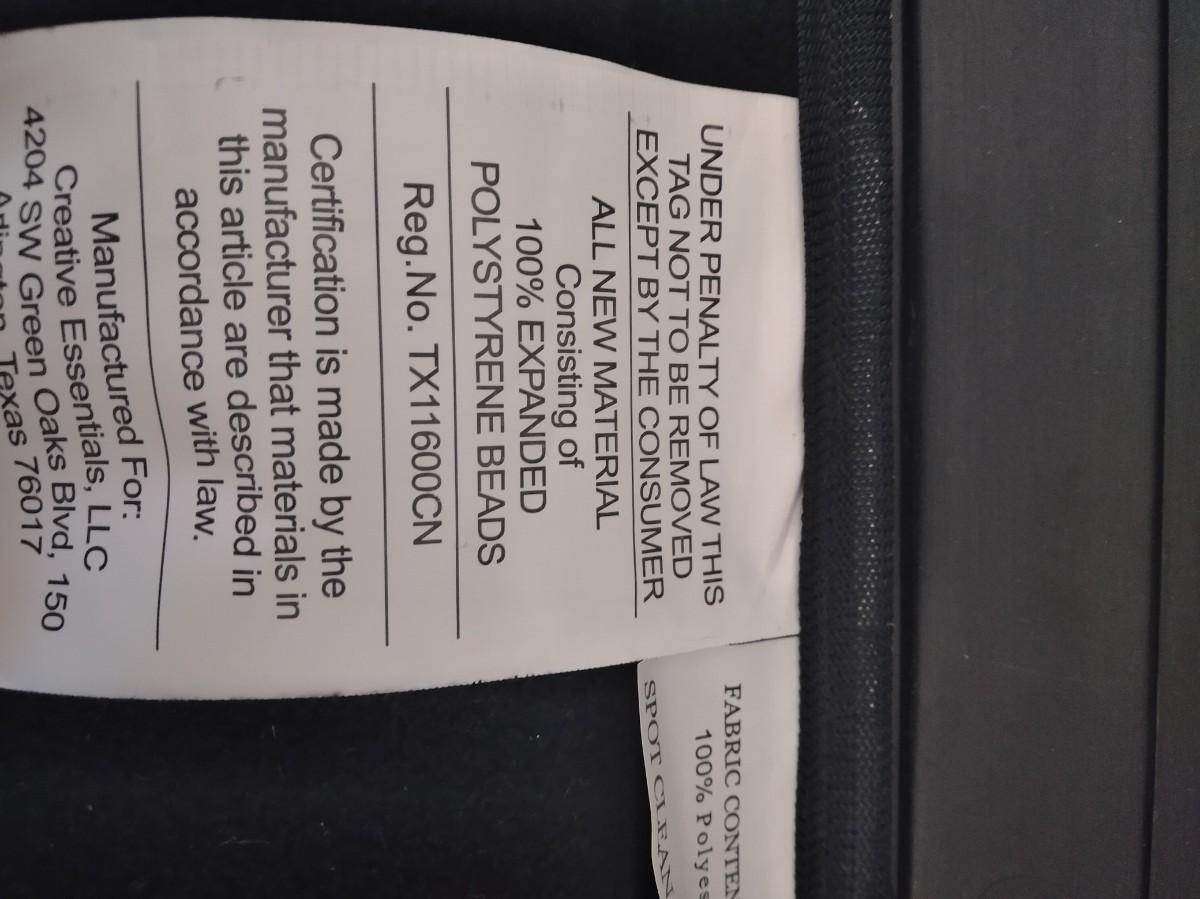 UNDER PENALTY OF LAW THIS
TAG NOT TO BE REMOVED
EXCEPT BY THE CONSUMER
ALL NEW MATERIAL
Consisting of
100% EXPANDED
POLYSTYRENE BEADS
Reg.No. TX11600CN
Certification is made by the
manufacturer that materials in
this article are described in
accordance with law.
Manufactured For:
Creative Essentials, LLC
4204 SW Green Oaks Blvd, 150
Arlington, Texas 76017
FABRIC CONTEN
100% Polyes
SPOT CLEAN